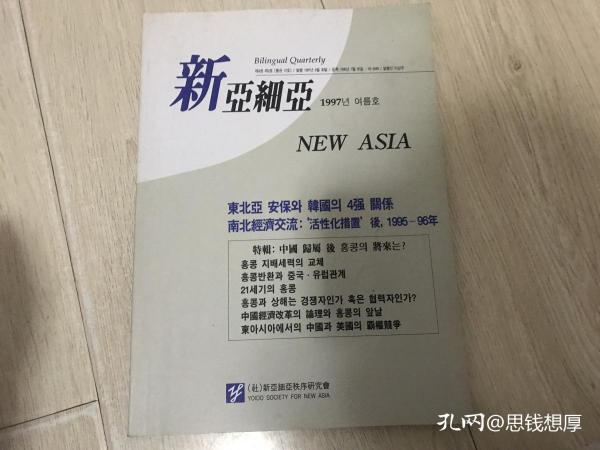 Bilingual Quarterly
新亞細亞
1997년 여름호
NEW ASIA
東北亞 安保와 韓國의 4强 關係
南北經濟交流: '活性化措置' 後, 1995－96年
特輯: 中國 歸屬 後 홍콩의 將來는?
홍콩 지배세력의 교체
홍콩반환과 중국·유럽관계
21세기의 홍콩
홍콩과 상해는 경쟁자인가 혹은 협력자인가?
中國經濟改革의 論理와 홍콩의 앞날
東아시아에서의 中國과 美國의 覇權競爭
(社)新亞細亞秩序研究會
YOIDO SOCIETY FOR NEW ASIA
孔网@思钱想厚